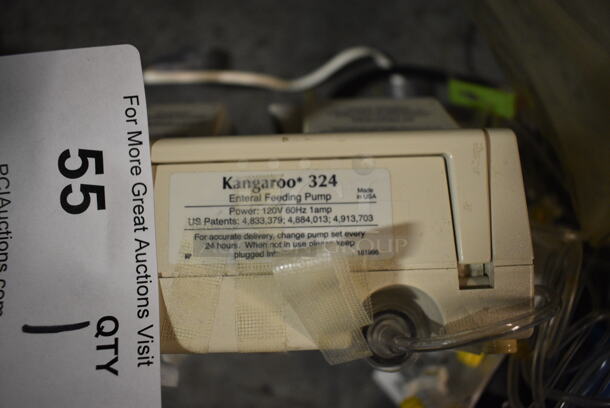 For More Great Auctions Visit
55
1
QTY
Kangaroo* 324
Made
in USA
Enteral Feeding Pump
Power: 120V 60Hz 1amp
US Patents: 4,833,379; 4,884,013; 4,913,703
For accurate delivery, change pump set every
24 hours. When not in use please keep
plugged
181966
GROUP